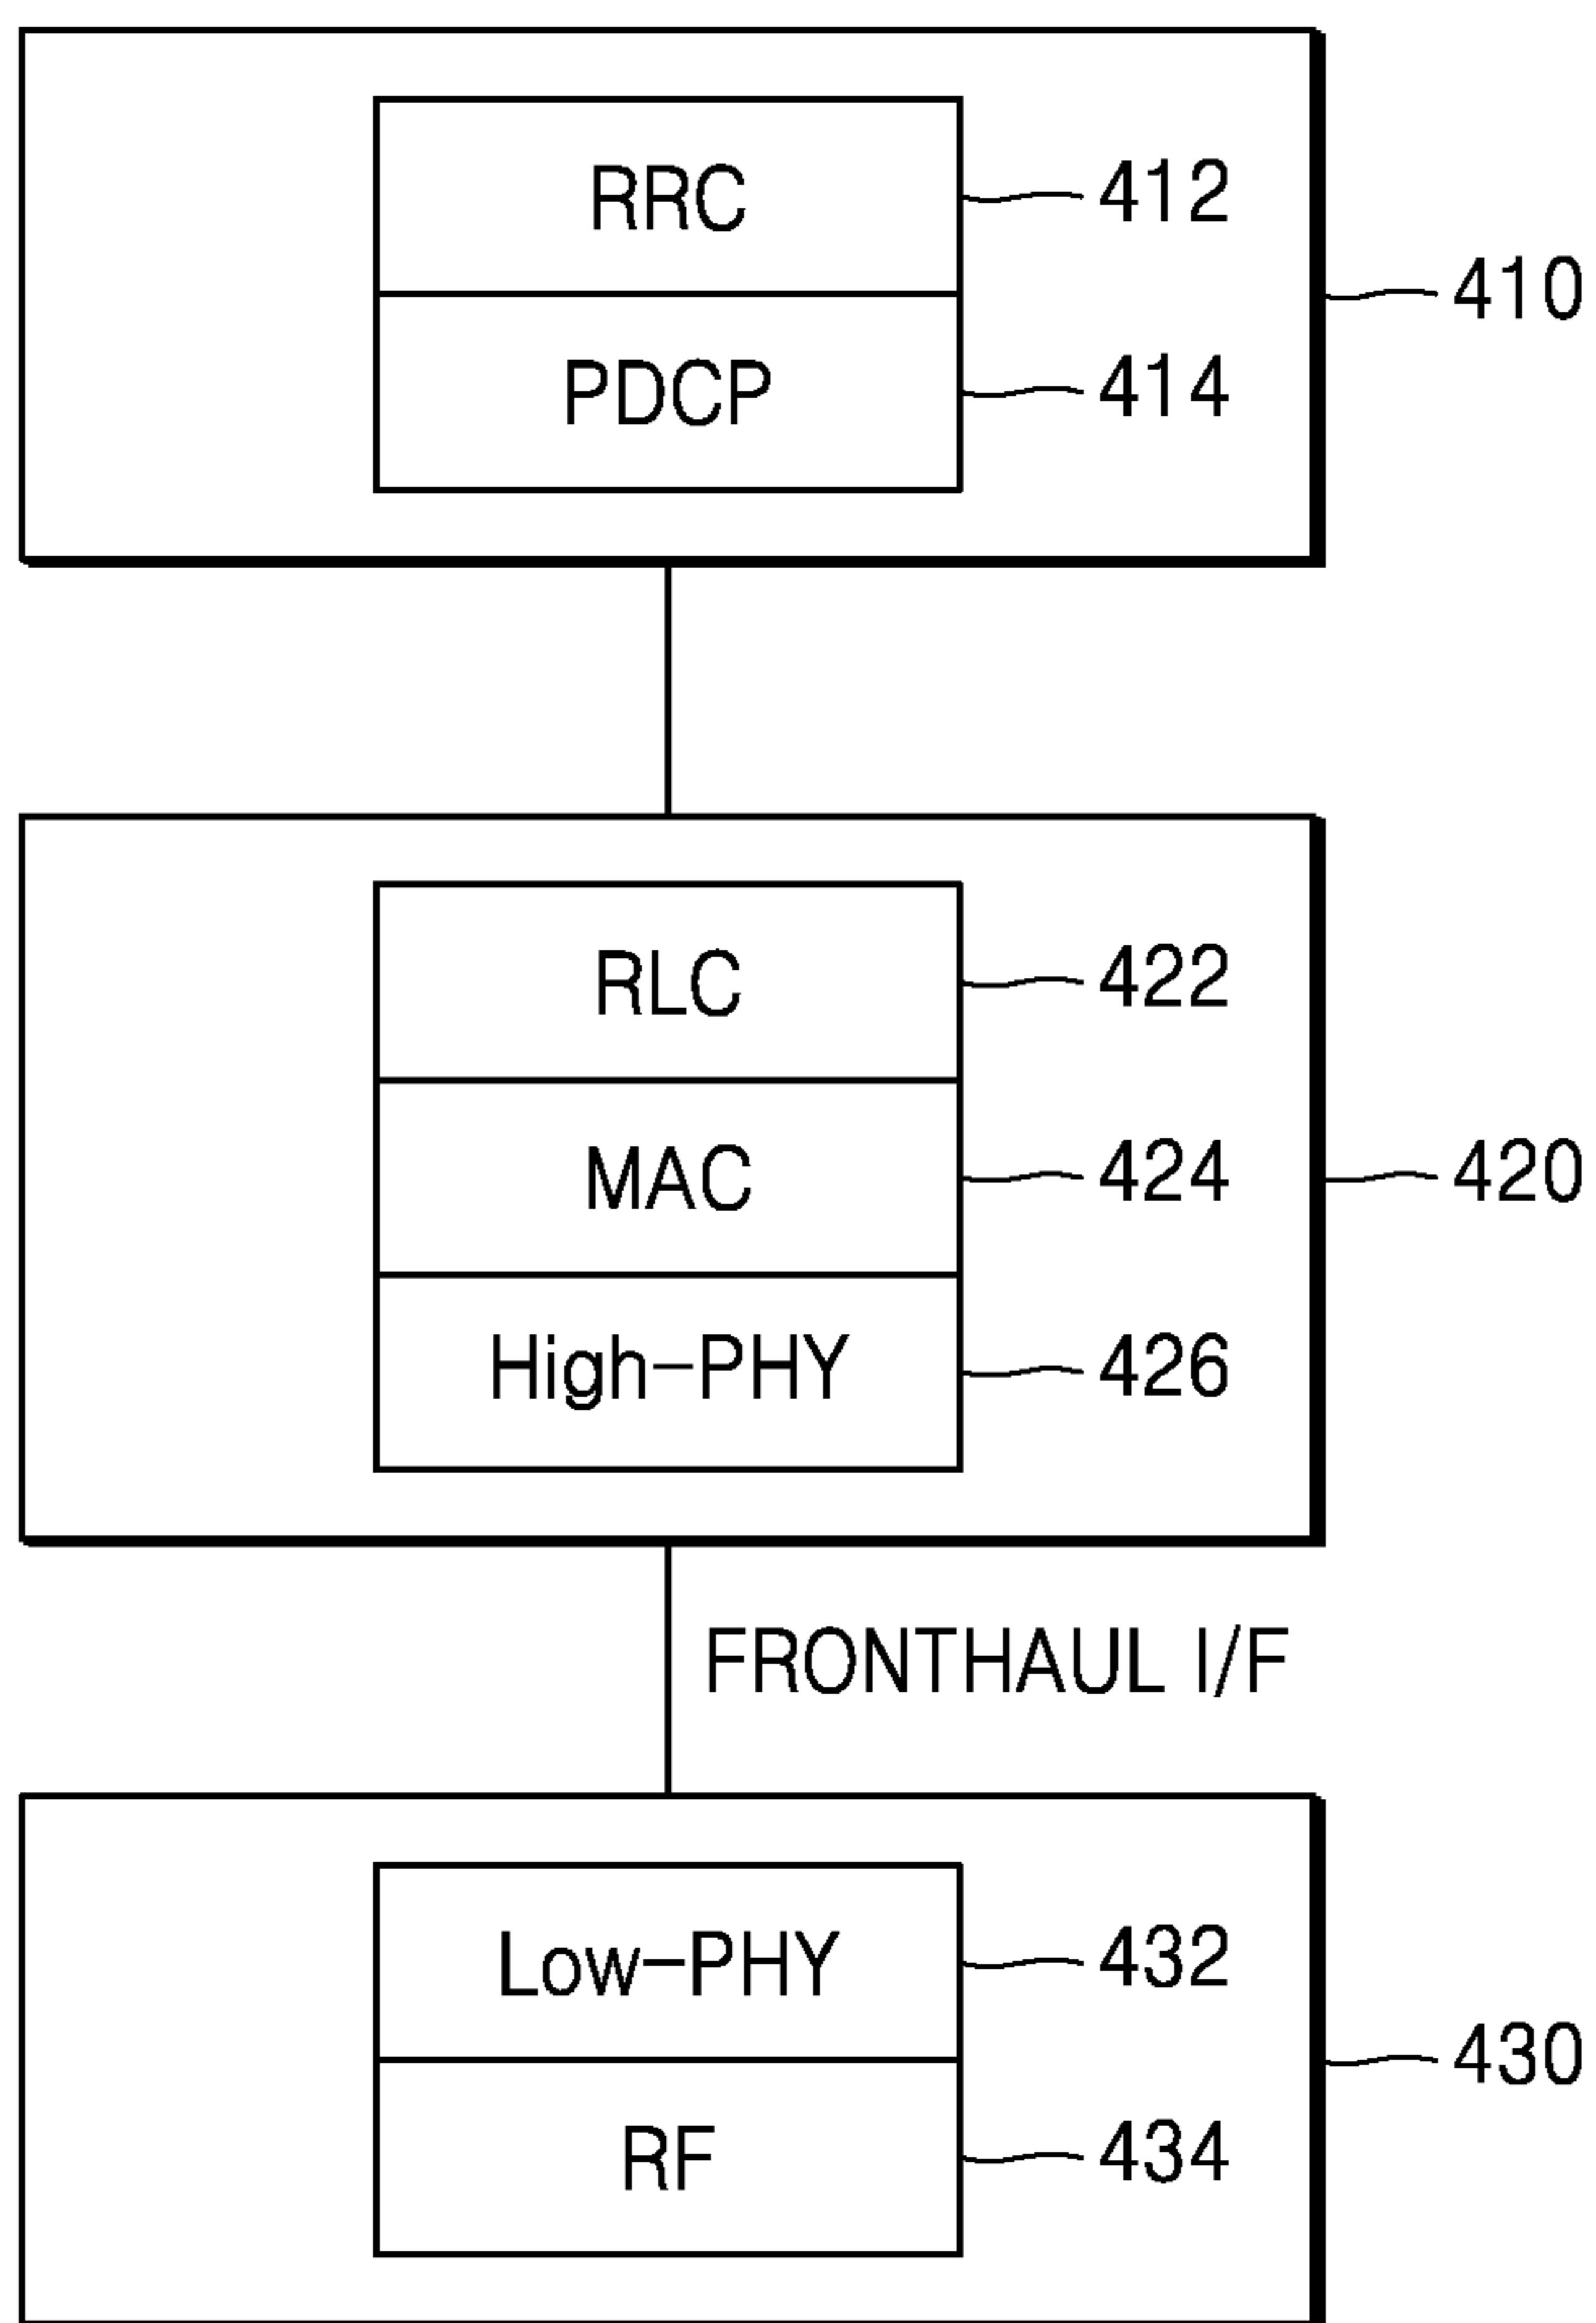 RRC
412
410
PDCP
414
RLC
422
MAC
424
420
High-PHY
426
FRONTHAUL I/F
Low-PHY
432
430
RF
434